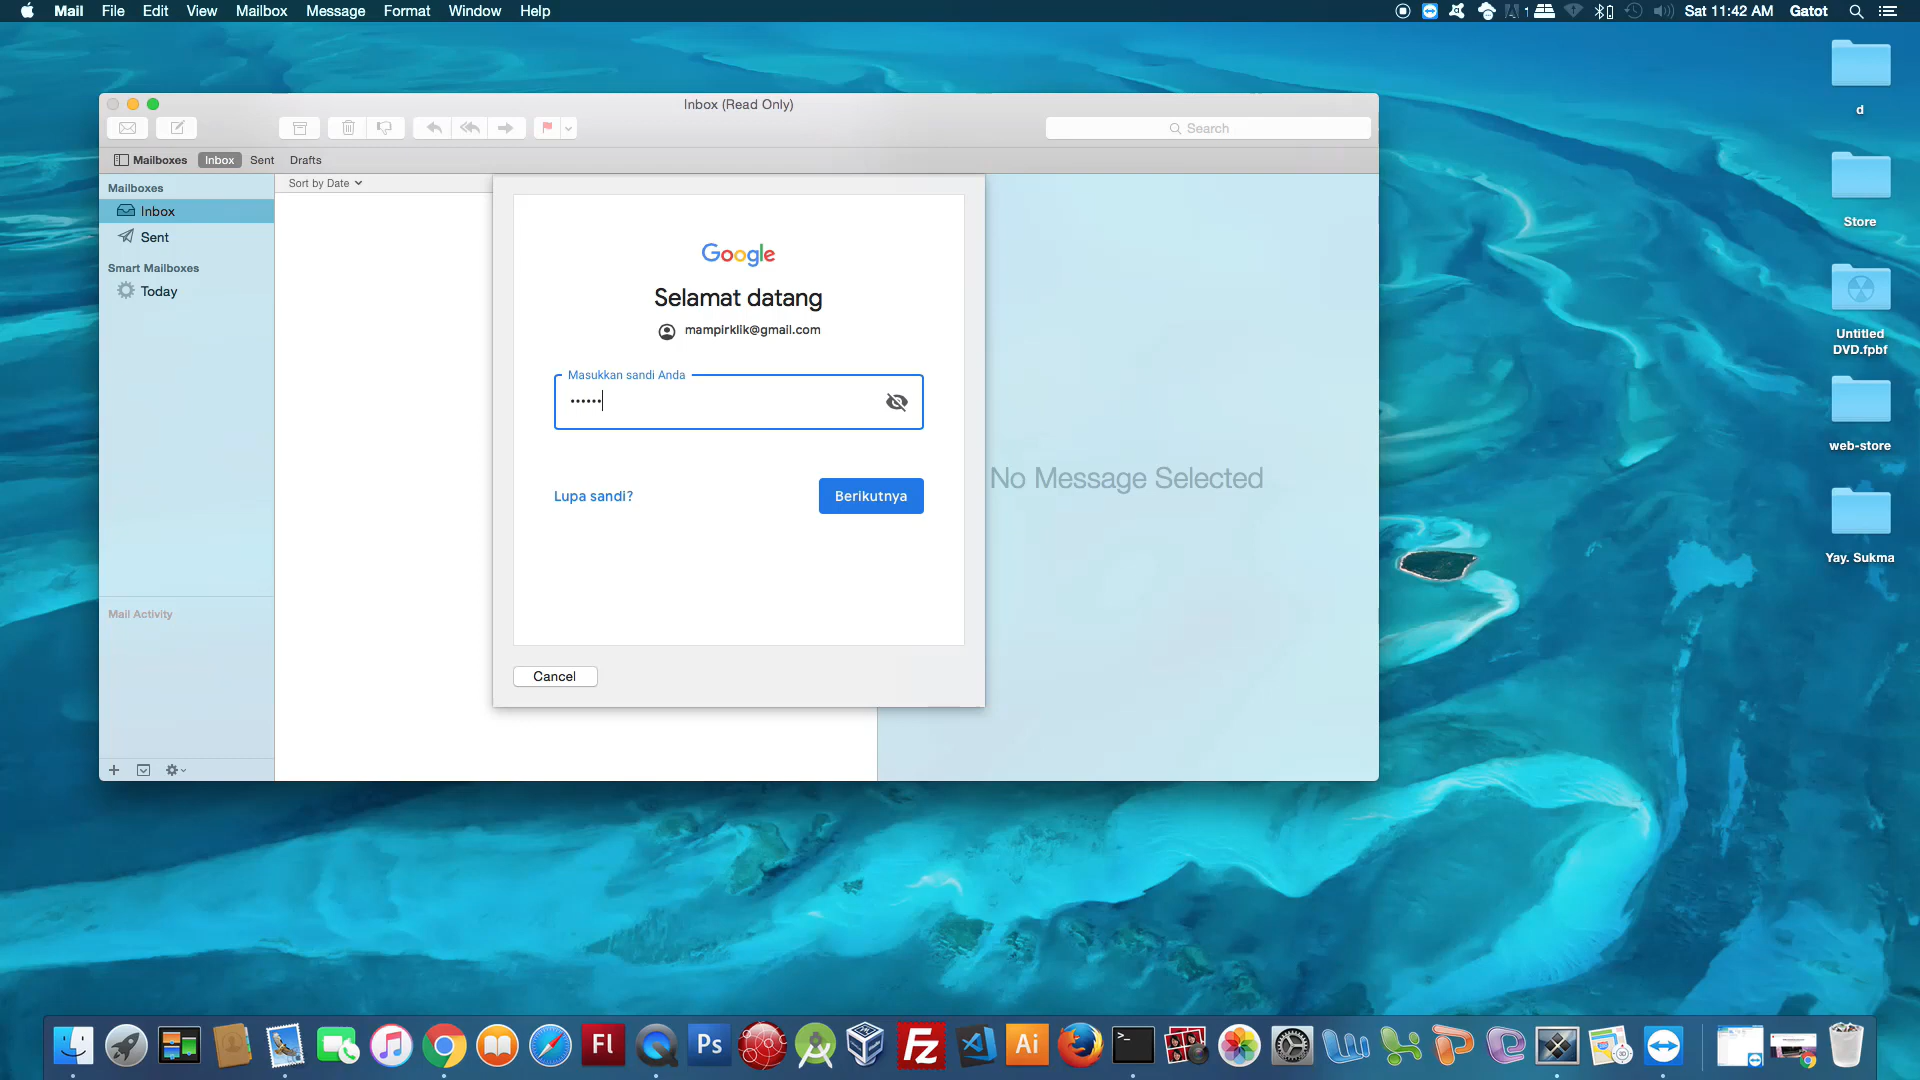 Mail File Edit View Mailbox Message Format Window Help
1 Sat 11:42 AM Gatot
Inbox (Read Only)
Search
Mailboxes Inbox Sent Drafts
Mailboxes
Inbox
Sent
Smart Mailboxes
Today
Mail Activity
Sort by Date
Google
Selamat datang
mampirklik@gmail.com
Masukkan sandi Anda
••••••
Lupa sandi?
Berikutnya
Cancel
No Message Selected
d
Store
Untitled
DVD.fpbf
web-store
Yay. Sukma
Fl
Ps
Fz
Ai